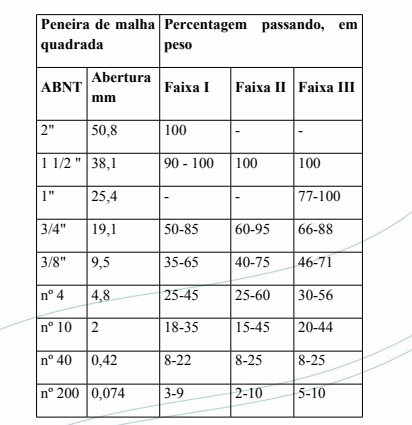 Peneira de malha quadrada Percentagem passando, em peso
ABNT Abertura mm Faixa I Faixa II Faixa III
2" 50,8 100 - -
1 1/2 " 38,1 90 - 100 100 100
1" 25,4 - - 77-100
3/4" 19,1 50-85 60-95 66-88
3/8" 9,5 35-65 40-75 46-71
nº 4 4,8 25-45 25-60 30-56
nº 10 2 18-35 15-45 20-44
nº 40 0,42 8-22 8-25 8-25
nº 200 0,074 3-9 2-10 5-10